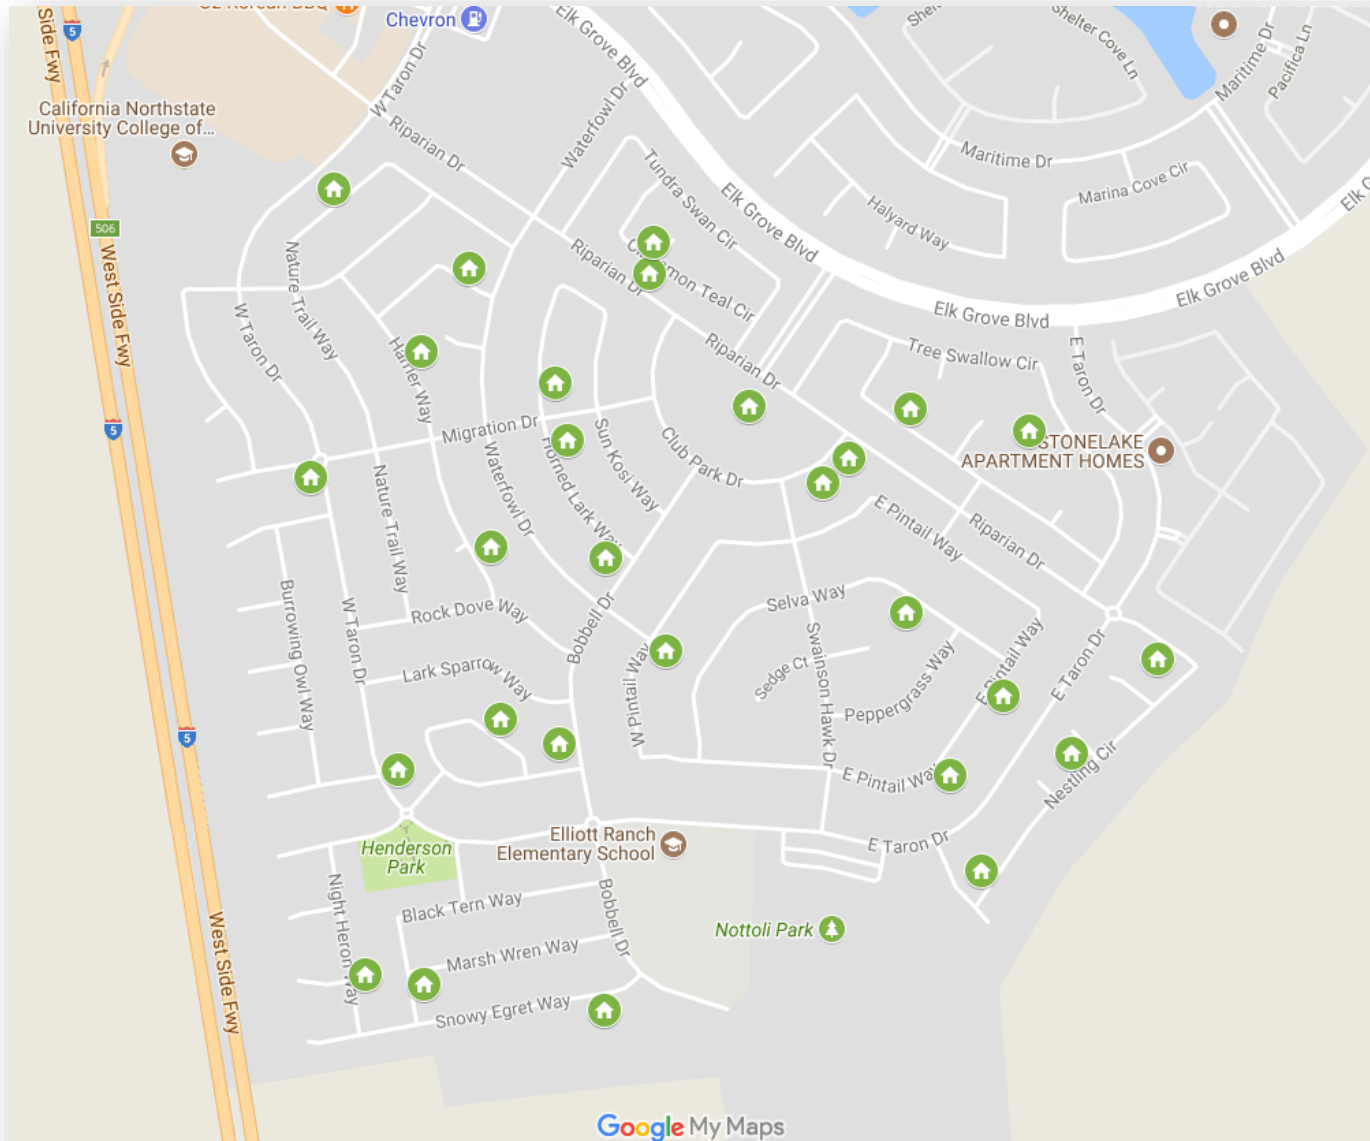 Chevron
Side Fwy
5
W Taron Dr
Elk Grove Blvd
Shelter Cove Ln
Maritime Dr
Pacifica Ln
California Northstate
University College of...
Riparian Dr
Waterfowl Dr
Tundra Swan Cir
Maritime Dr
Marina Cove Cir
Elk Grove Blvd
Halyard Way
506
West Side Fwy
Nature Trail Way
Riparian Dr
Teal Cir
Elk Grove Blvd
Elk Grove Blvd
W Taron Dr
Riparian Dr
Tree Swallow Cir
E Taron Dr
Way
5
Migration Dr
Waterfowl Dr
Horned Lark Way
Sun Kosi Way
Club Park Dr
STONELAKE
APARTMENT HOMES
Nature Trail Way
E Pintail Way
Riparian Dr
Burrowing Owl Way
W Taron Dr
Rock Dove Way
Bobbell Dr
Selva Way
Swainson Hawk Dr
Lark Sparrow Way
W Pintail Way
Sedge Ct
Peppergrass Way
E Pintail Way
E Taron Dr
5
E Pintail Way
Nestling Cir
Elliott Ranch
Elementary School
Henderson
Park
E Taron Dr
Night Heron Way
Black Tern Way
Bobbell Dr
Nottoli Park
West Side Fwy
Marsh Wren Way
Snowy Egret Way
Google My Maps